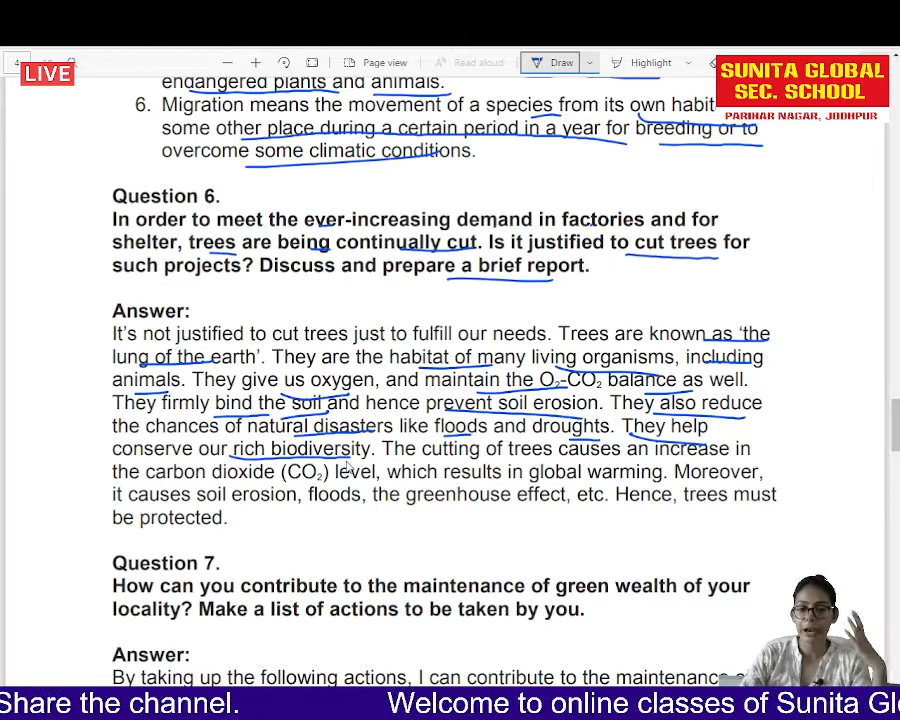 4
Page view
Read aloud
Draw
Highlight
LIVE
SUNITA GLOBAL
SEC. SCHOOL
PARIHAR NAGAR, JODHPUR
endangered plants and animals.
6. Migration means the movement of a species from its own habit
some other place during a certain period in a year for breeding or to
overcome some climatic conditions.
Question 6.
In order to meet the ever-increasing demand in factories and for
shelter, trees are being continually cut. Is it justified to cut trees for
such projects? Discuss and prepare a brief report.
Answer:
It's not justified to cut trees just to fulfill our needs. Trees are known as 'the
lung of the earth'. They are the habitat of many living organisms, including
animals. They give us oxygen, and maintain the O₂-CO₂ balance as well.
They firmly bind the soil and hence prevent soil erosion. They also reduce
the chances of natural disasters like floods and droughts. They help
conserve our rich biodiversity. The cutting of trees causes an increase in
the carbon dioxide (CO₂) level, which results in global warming. Moreover,
it causes soil erosion, floods, the greenhouse effect, etc. Hence, trees must
be protected.
Question 7.
How can you contribute to the maintenance of green wealth of your
locality? Make a list of actions to be taken by you.
Answer:
By taking up the following actions, I can contribute to the maintenance
Share the channel. Welcome to online classes of Sunita Glo